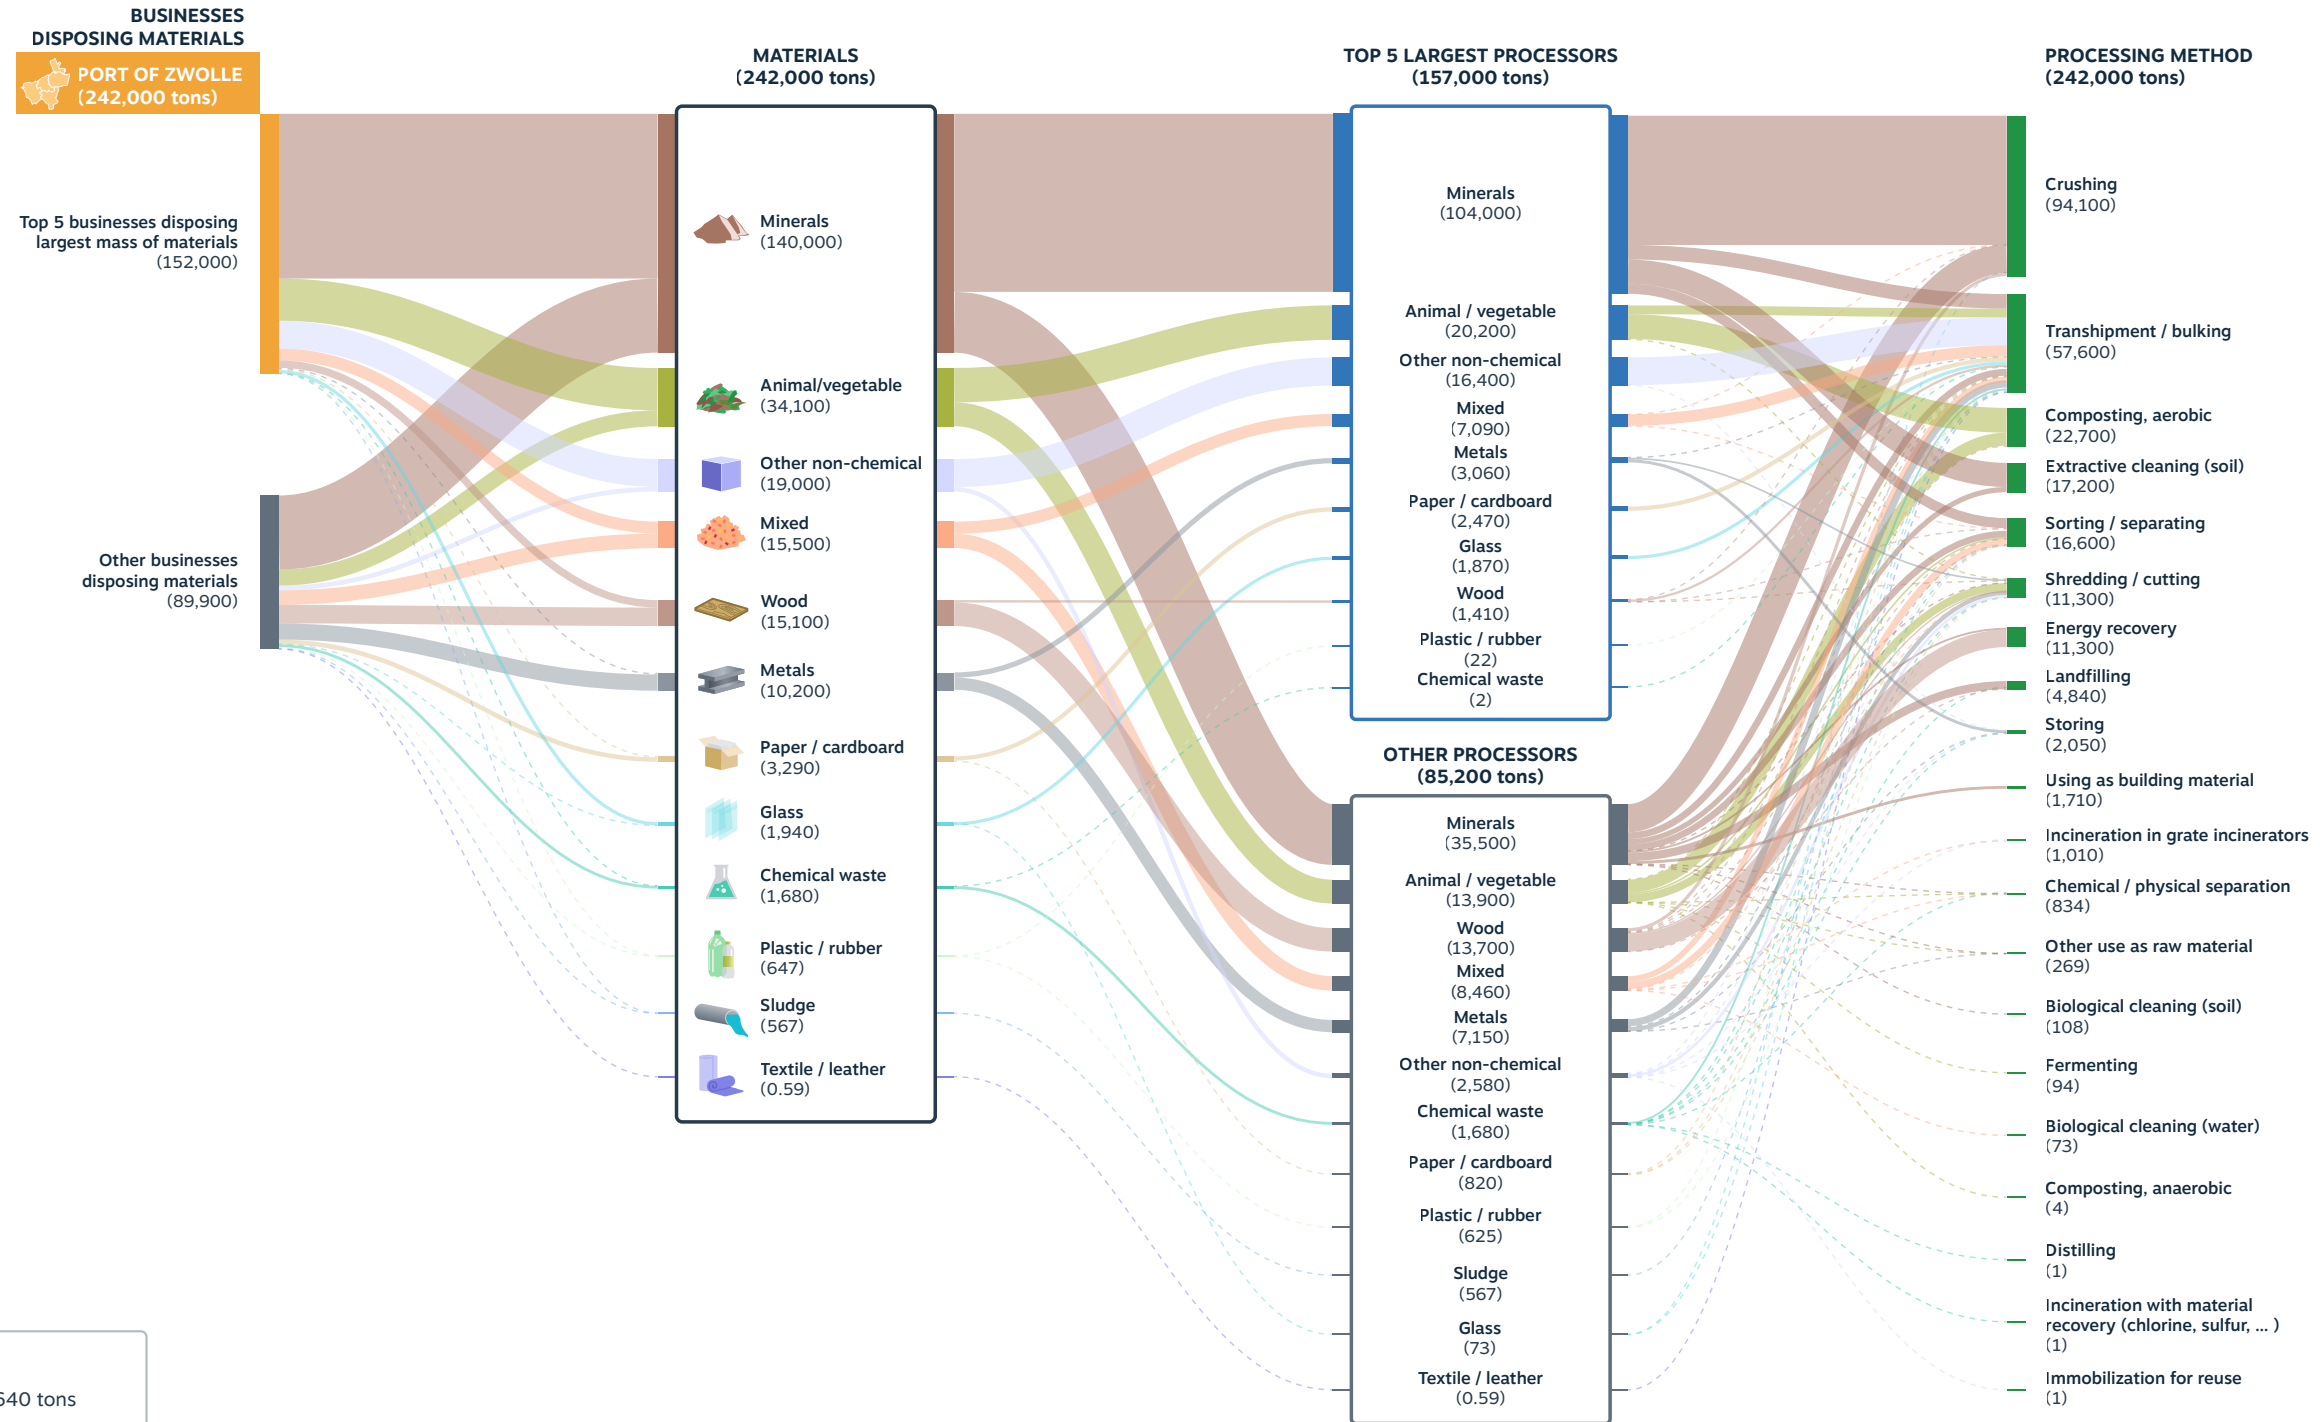 BUSINESSES
DISPOSING MATERIALS
PORT OF ZWOLLE
(242,000 tons)
Top 5 businesses disposing
largest mass of materials
(152,000)
Other businesses
disposing materials
(89,900)
MATERIALS
(242,000 tons)
Minerals
(140,000)
Animal/vegetable
(34,100)
Other non-chemical
(19,000)
Mixed
(15,500)
Wood
(15,100)
Metals
(10,200)
Paper / cardboard
(3,290)
Glass
(1,940)
Chemical waste
(1,680)
Plastic / rubber
(647)
Sludge
(567)
Textile / leather
(0.59)
TOP 5 LARGEST PROCESSORS
(157,000 tons)
Minerals
(104,000)
Animal / vegetable
(20,200)
Other non-chemical
(16,400)
Mixed
(7,090)
Metals
(3,060)
Paper / cardboard
(2,470)
Glass
(1,870)
Wood
(1,410)
Plastic / rubber
(22)
Chemical waste
(2)
OTHER PROCESSORS
(85,200 tons)
Minerals
(35,500)
Animal / vegetable
(13,900)
Wood
(13,700)
Mixed
(8,460)
Metals
(7,150)
Other non-chemical
(2,580)
Chemical waste
(1,680)
Paper / cardboard
(820)
Plastic / rubber
(625)
Sludge
(567)
Glass
(73)
Textile / leather
(0.59)
PROCESSING METHOD
(242,000 tons)
Crushing
(94,100)
Transhipment / bulking
(57,600)
Composting, aerobic
(22,700)
Extractive cleaning (soil)
(17,200)
Sorting / separating
(16,600)
Shredding / cutting
(11,300)
Energy recovery
(11,300)
Landfilling
(4,840)
Storing
(2,050)
Using as building material
(1,710)
Incineration in grate incinerators
(1,010)
Chemical / physical separation
(834)
Other use as raw material
(269)
Biological cleaning (soil)
(108)
Fermenting
(94)
Biological cleaning (water)
(73)
Composting, anaerobic
(4)
Distilling
(1)
Incineration with material
recovery (chlorine, sulfur, ... )
(1)
Immobilization for reuse
(1)
640 tons